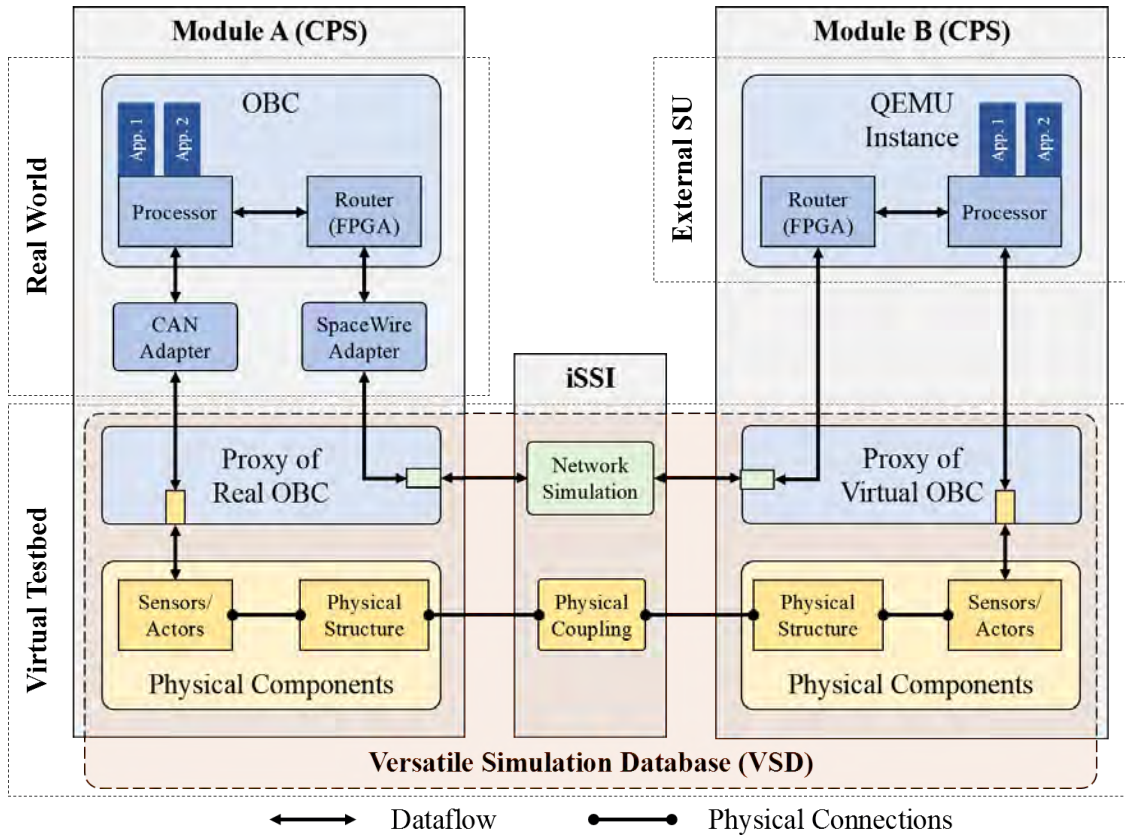 Module A (CPS)
Module B (CPS)
Real World
OBC
App. 1
App. 2
Processor
Router
(FPGA)
CAN
Adapter
SpaceWire
Adapter
External SU
QEMU
Instance
App. 1
App. 2
Router
(FPGA)
Processor
iSSI
Virtual Testbed
Proxy of
Real OBC
Network
Simulation
Proxy of
Virtual OBC
Sensors/
Actors
Physical
Structure
Physical Components
Physical
Coupling
Physical
Structure
Sensors/
Actors
Physical Components
Versatile Simulation Database (VSD)
Dataflow
Physical Connections